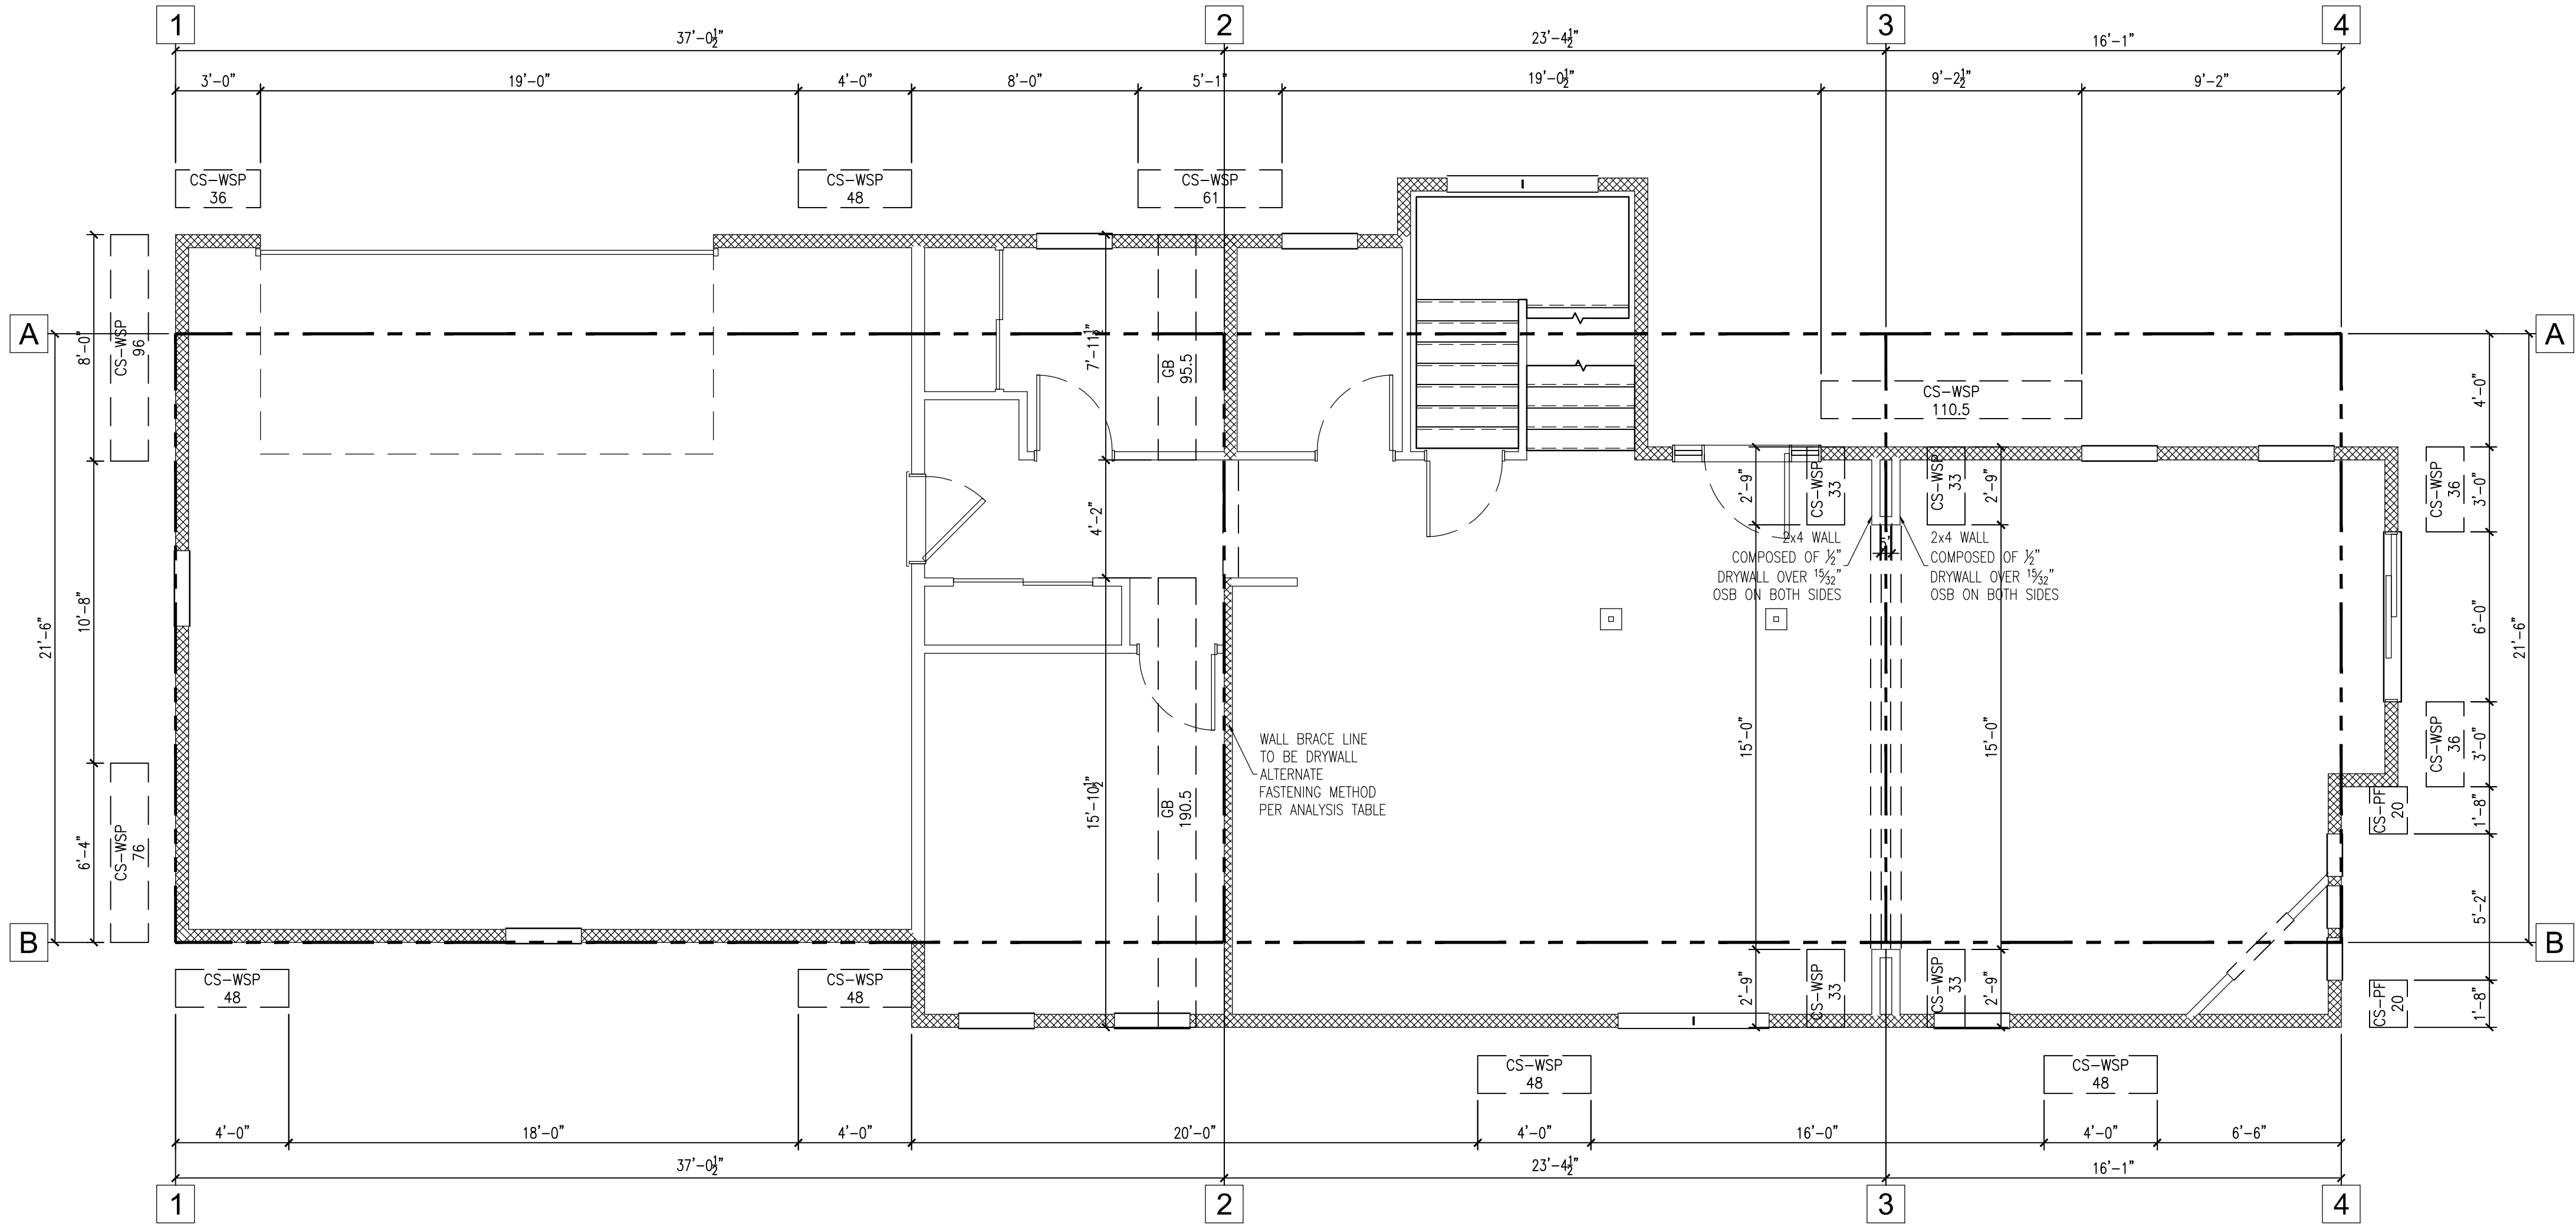 1
2
3
4
37'-0½"
23'-4½"
16'-1"
3'-0"
19'-0"
4'-0"
8'-0"
5'-1"
19'-0½"
9'-2½"
9'-2"
CS-WSP
36
CS-WSP
48
CS-WSP
61
A
A
8'-0"
CS-WSP
96
7'-11½"
GB
95.5
CS-WSP
110.5
4'-0"
21'-6"
10'-8"
4'-2"
2'-9"
CS-WSP
33
CS-WSP
33
2'-9"
CS-WSP
36
3'-0"
2x4 WALL
COMPOSED OF ½"
DRYWALL OVER 15/32"
OSB ON BOTH SIDES
2x4 WALL
COMPOSED OF ½"
DRYWALL OVER 15/32"
OSB ON BOTH SIDES
6'-0"
21'-6"
15'-0"
15'-0"
CS-WSP
36
3'-0"
WALL BRACE LINE
TO BE DRYWALL
ALTERNATE
FASTENING METHOD
PER ANALYSIS TABLE
15'-10½"
GB
190.5
CS-WSP
76
6'-4"
CS-PF
20
1'-8"
5'-2"
B
B
CS-WSP
48
CS-WSP
48
2'-9"
CS-WSP
33
CS-WSP
33
2'-9"
CS-PF
20
1'-8"
CS-WSP
48
CS-WSP
48
4'-0"
18'-0"
4'-0"
20'-0"
4'-0"
16'-0"
4'-0"
6'-6"
37'-0½"
23'-4½"
16'-1"
1
2
3
4